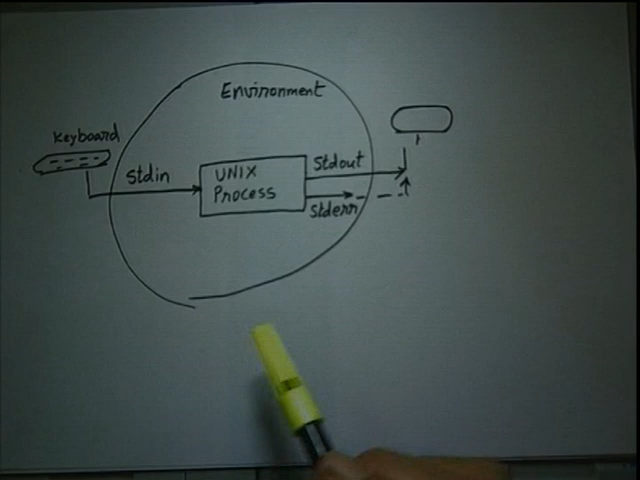 Environment
Keyboard
stdin
UNIX
Process
Stdout
Stderr